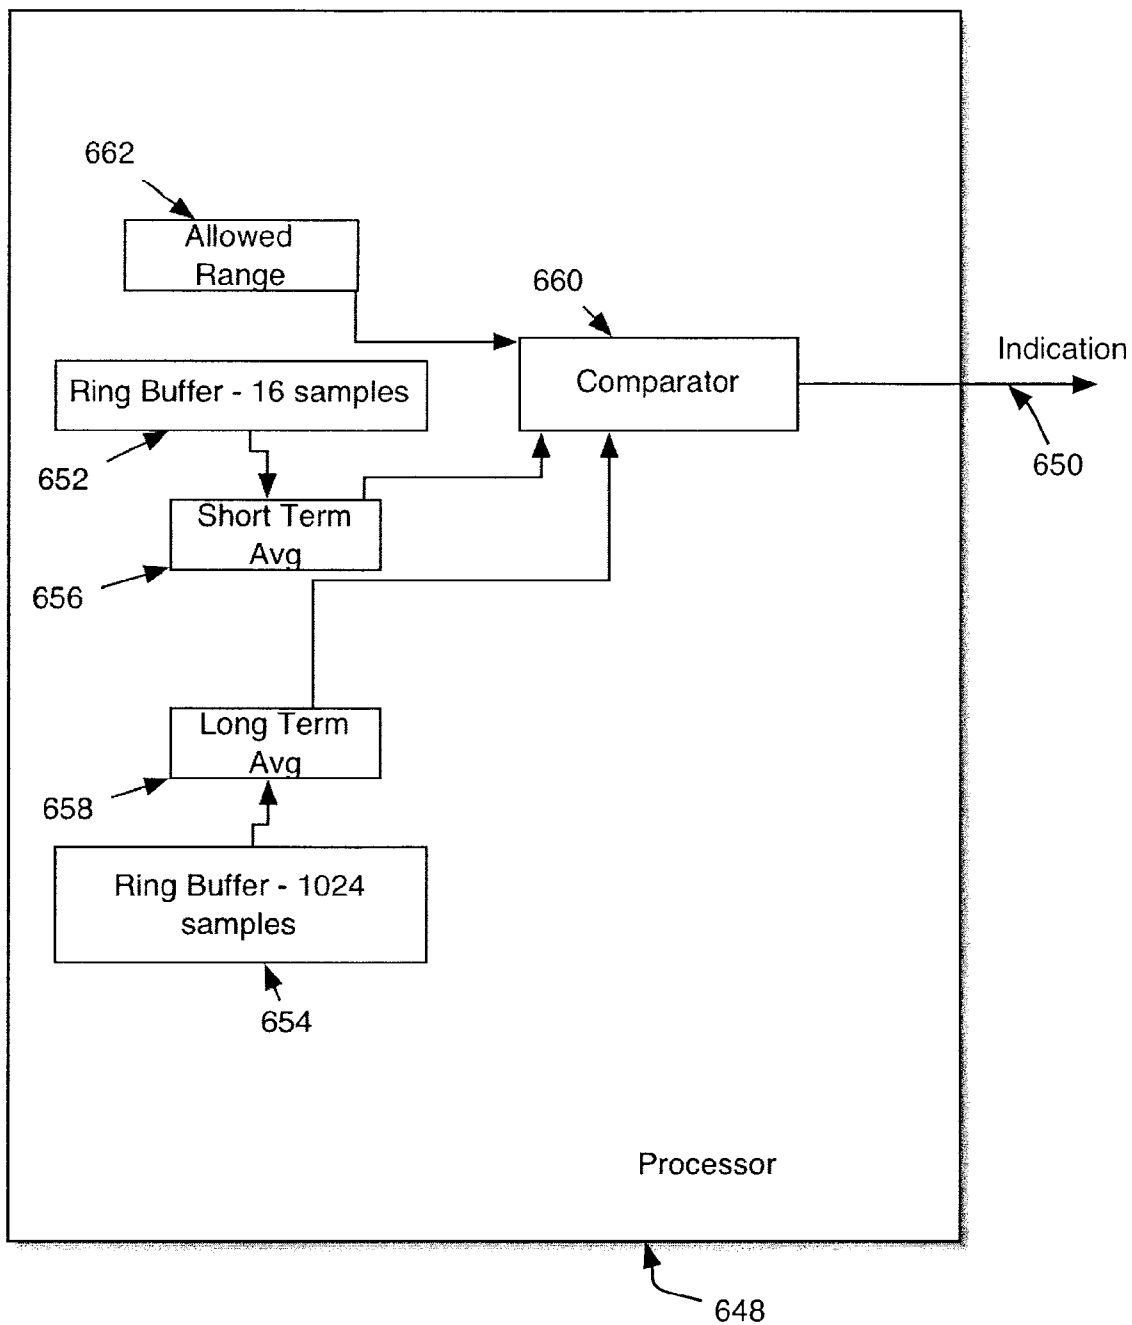 662
Allowed
Range
660
Comparator
Indication
650
Ring Buffer - 16 samples
652
Short Term
Avg
656
Long Term
Avg
658
Ring Buffer - 1024
samples
654
Processor
648